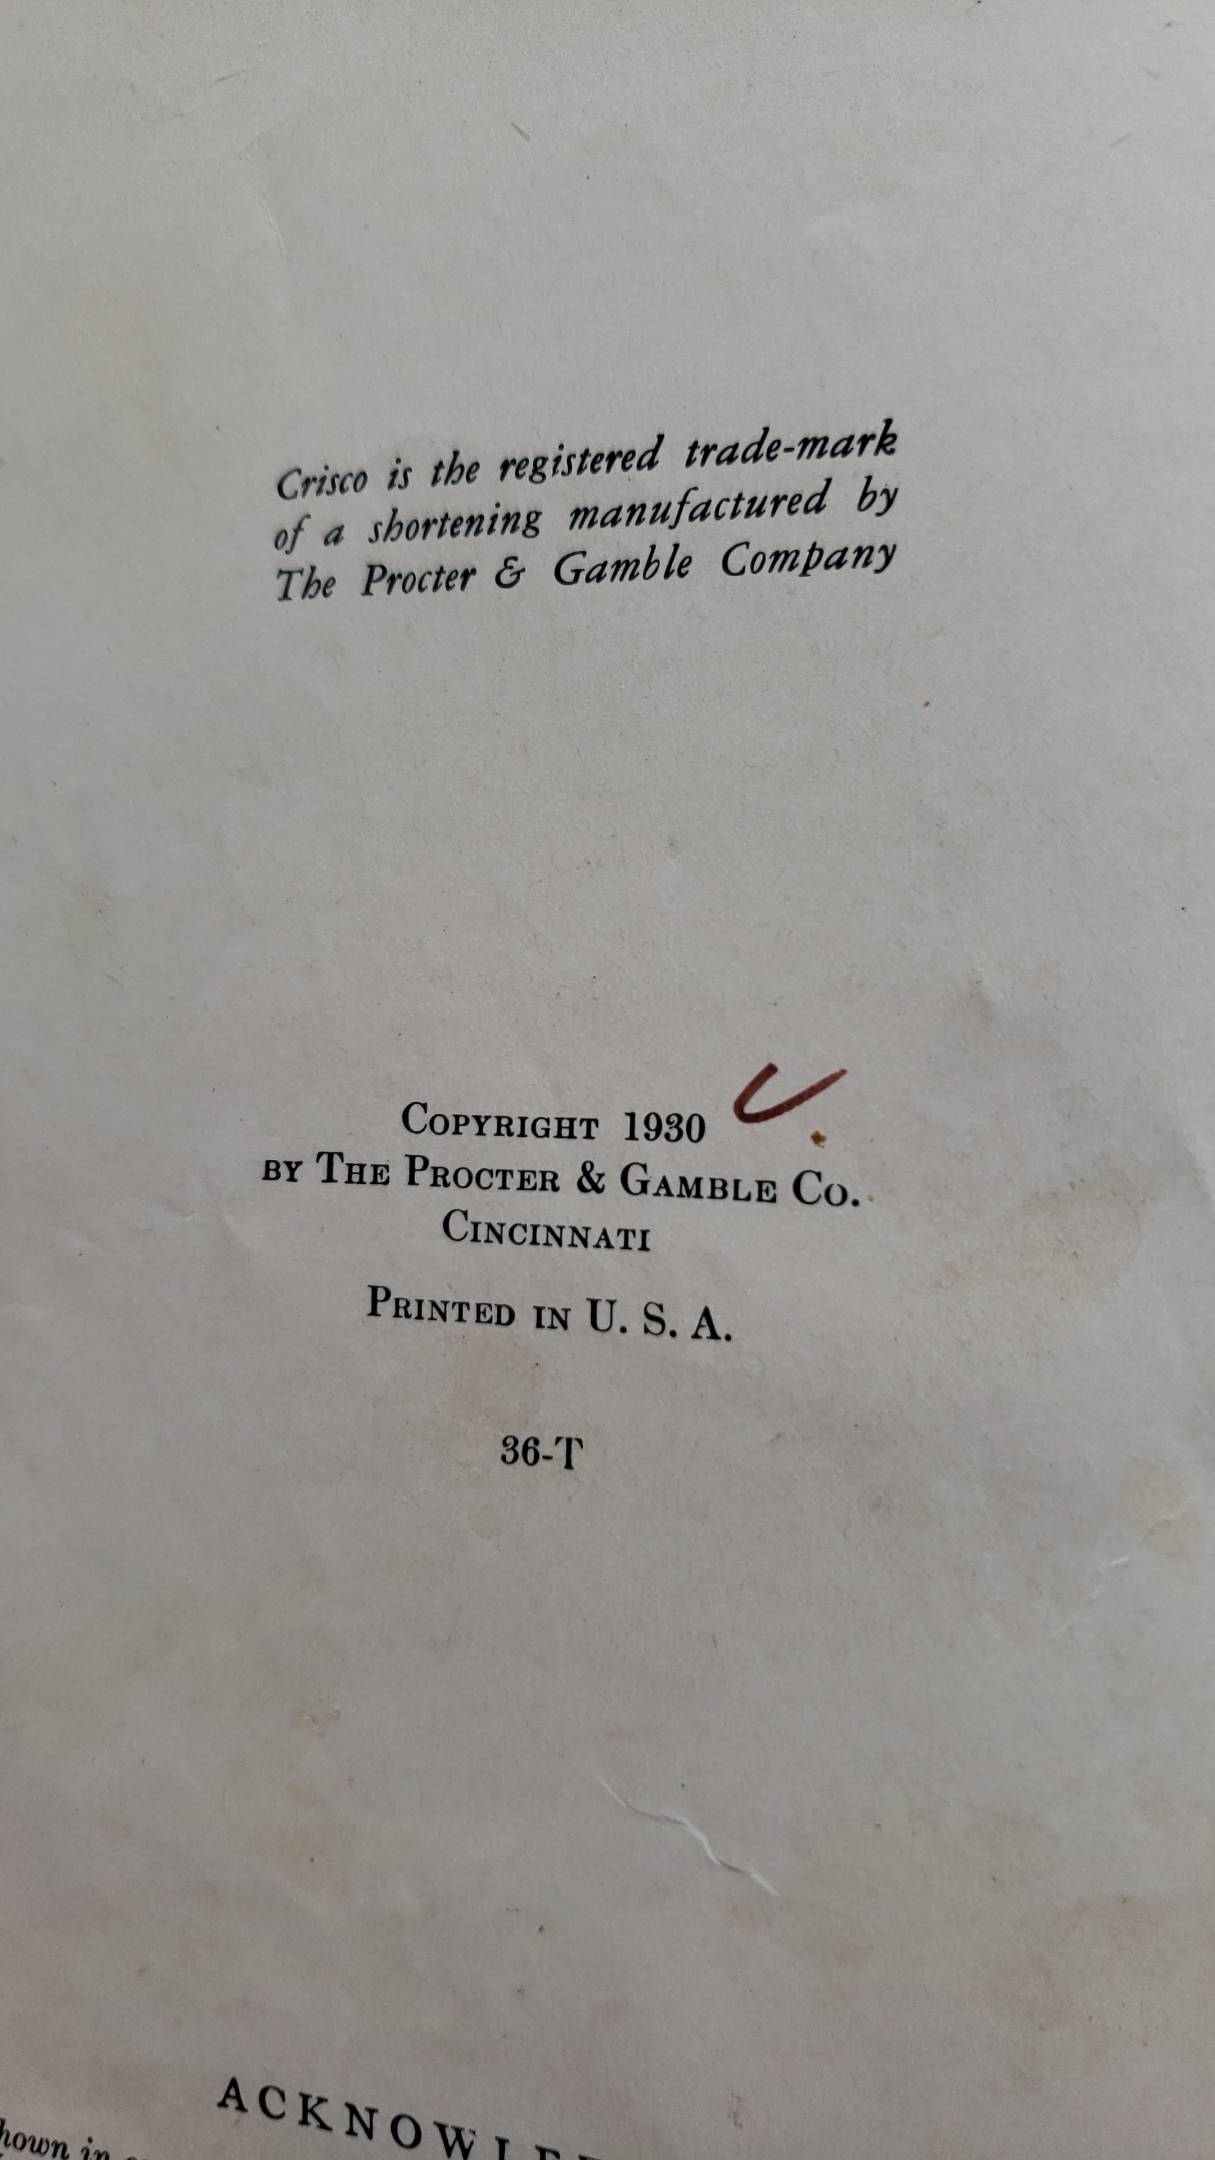 Crisco is the registered trade-mark
of a shortening manufactured by
The Procter & Gamble Company
COPYRIGHT 1930
BY THE PROCTER & GAMBLE CO.
CINCINNATI
PRINTED IN U. S. A.
36-T
in